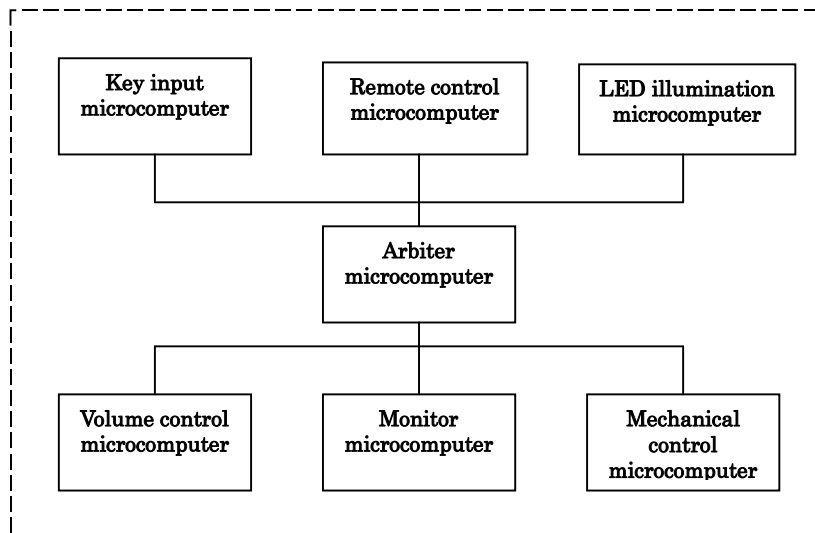 Key input
microcomputer
Remote control
microcomputer
LED illumination
microcomputer
Arbiter
microcomputer
Volume control
microcomputer
Monitor
microcomputer
Mechanical
control
microcomputer